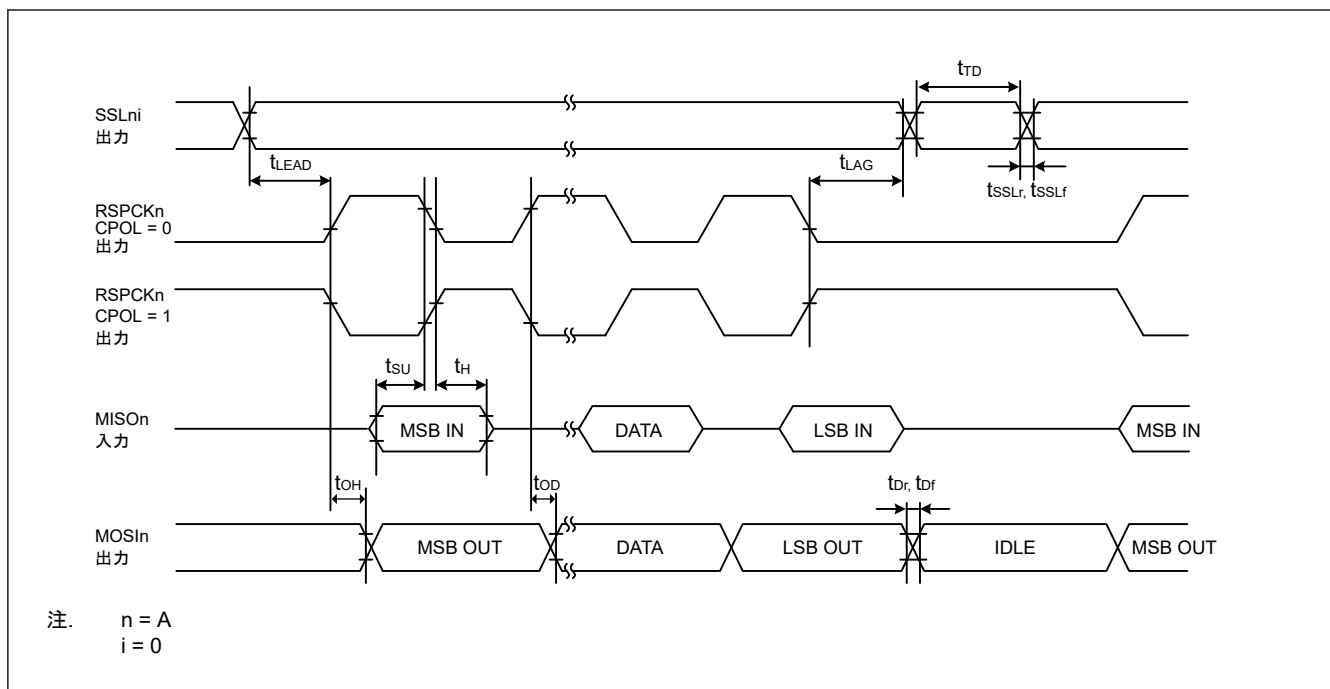 tTD
SSLni
出力
tLEAD
tLAG
tSSLr, tSSLf
RSPCKn
CPOL = 0
出力
RSPCKn
CPOL = 1
出力
tSU
tH
MISOn
入力
MSB IN
DATA
LSB IN
MSB IN
tOH
tOD
tDr, tDf
MOSIn
出力
MSB OUT
DATA
LSB OUT
IDLE
MSB OUT
注. n = A
i = 0